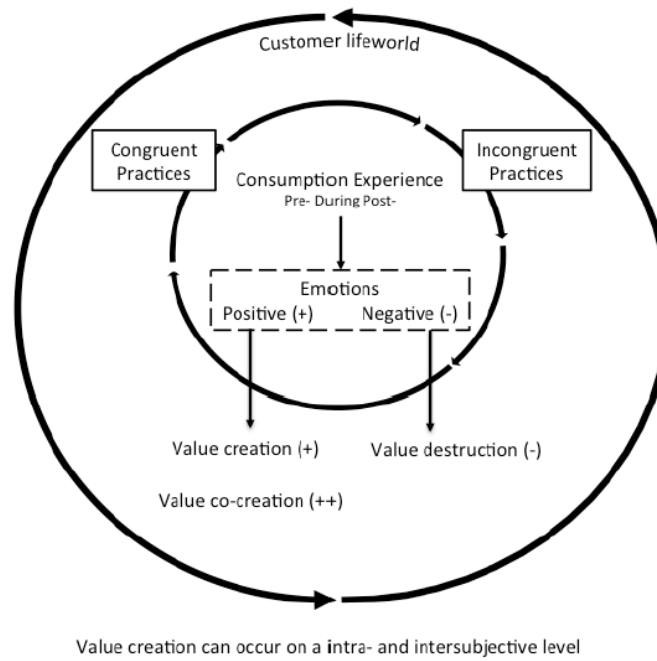 Customer lifeworld
Congruent
Practices
Incongruent
Practices
Consumption Experience
Pre- During Post-
Emotions
Positive (+) Negative (-)
Value creation (+) Value destruction (-)
Value co-creation (++)
Value creation can occur on a intra- and intersubjective level